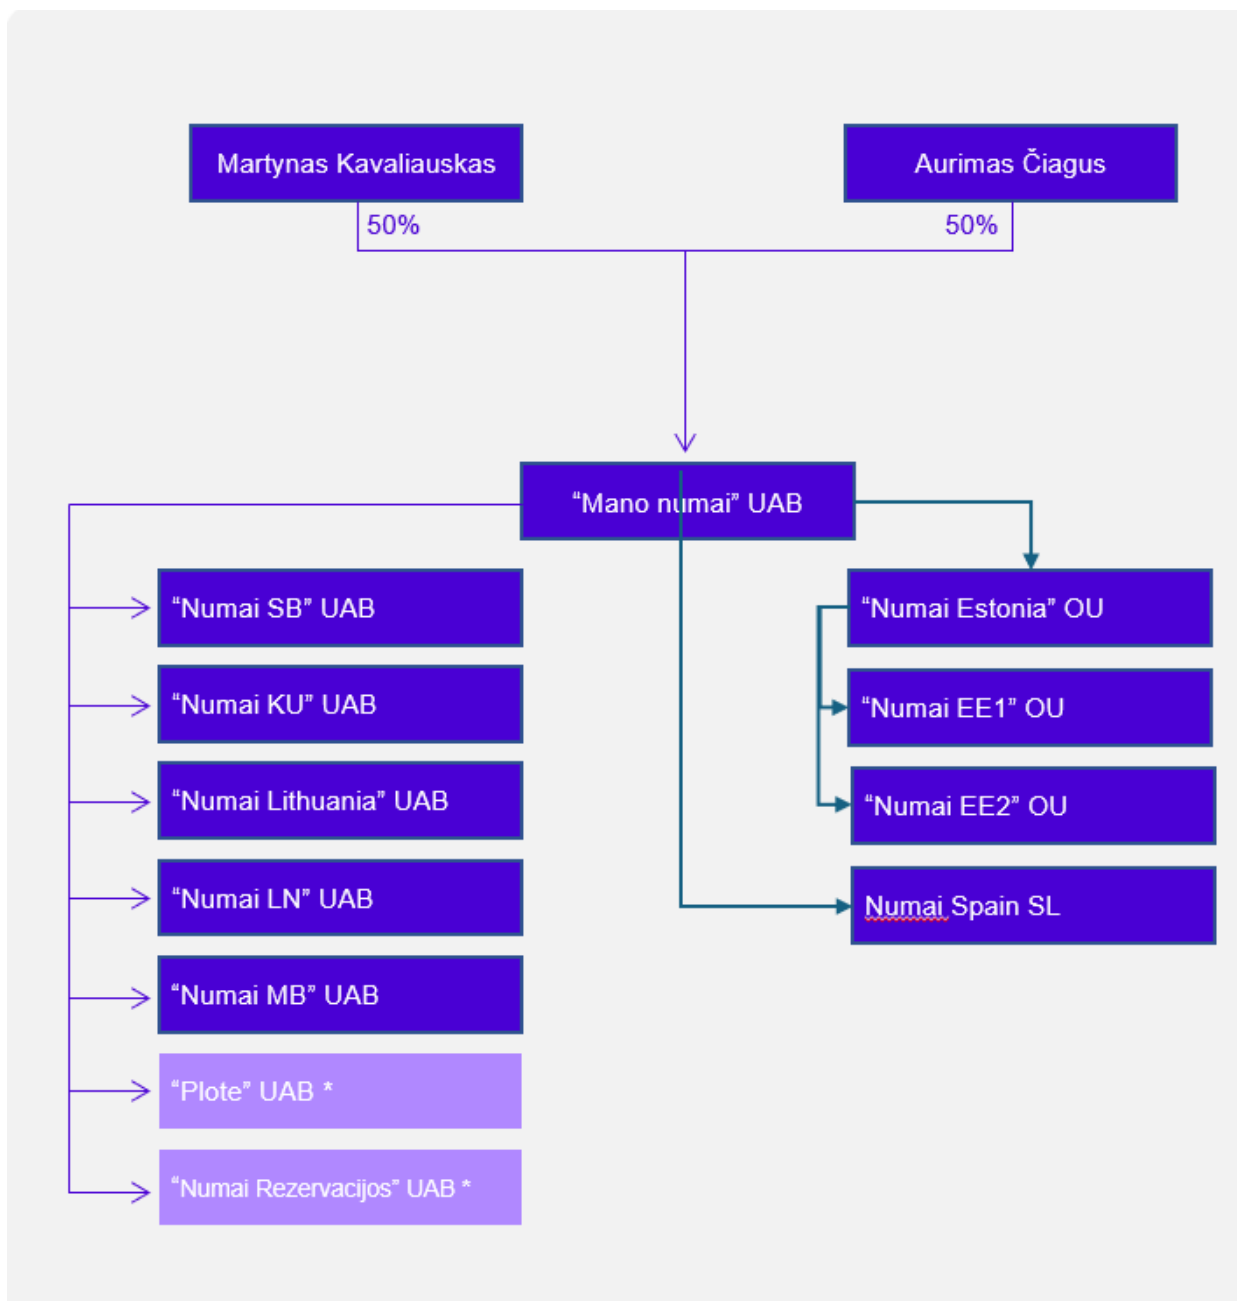 Martynas Kavaliauskas
Aurimas Čiagus
50%
50%
“Mano numai” UAB
“Numai SB” UAB
“Numai KU” UAB
“Numai Lithuania” UAB
“Numai LN” UAB
“Numai MB” UAB
“Plote” UAB *
“Numai Rezervacijos” UAB *
“Numai Estonia” OU
“Numai EE1” OU
“Numai EE2” OU
Numai Spain SL